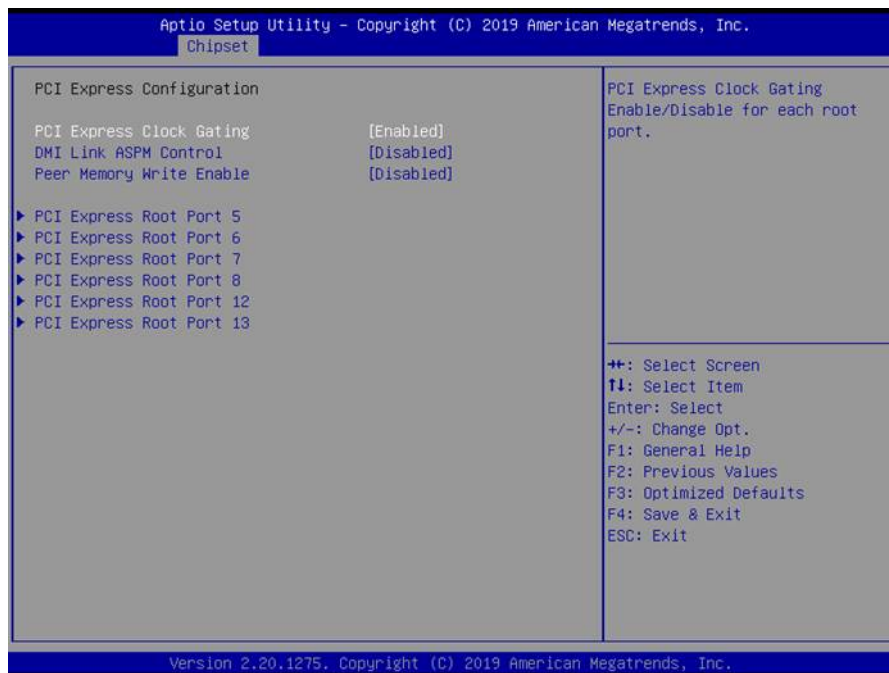 Aptio Setup Utility – Copyright (C) 2019 American Megatrends, Inc.
Chipset
PCI Express Configuration
PCI Express Clock Gating [Enabled]
DMI Link ASPM Control [Disabled]
Peer Memory Write Enable [Disabled]
PCI Express Root Port 5
PCI Express Root Port 6
PCI Express Root Port 7
PCI Express Root Port 8
PCI Express Root Port 12
PCI Express Root Port 13
PCI Express Clock Gating
Enable/Disable for each root
port.
→←: Select Screen
↑↓: Select Item
Enter: Select
+/-: Change Opt.
F1: General Help
F2: Previous Values
F3: Optimized Defaults
F4: Save & Exit
ESC: Exit
Version 2.20.1275. Copyright (C) 2019 American Megatrends, Inc.